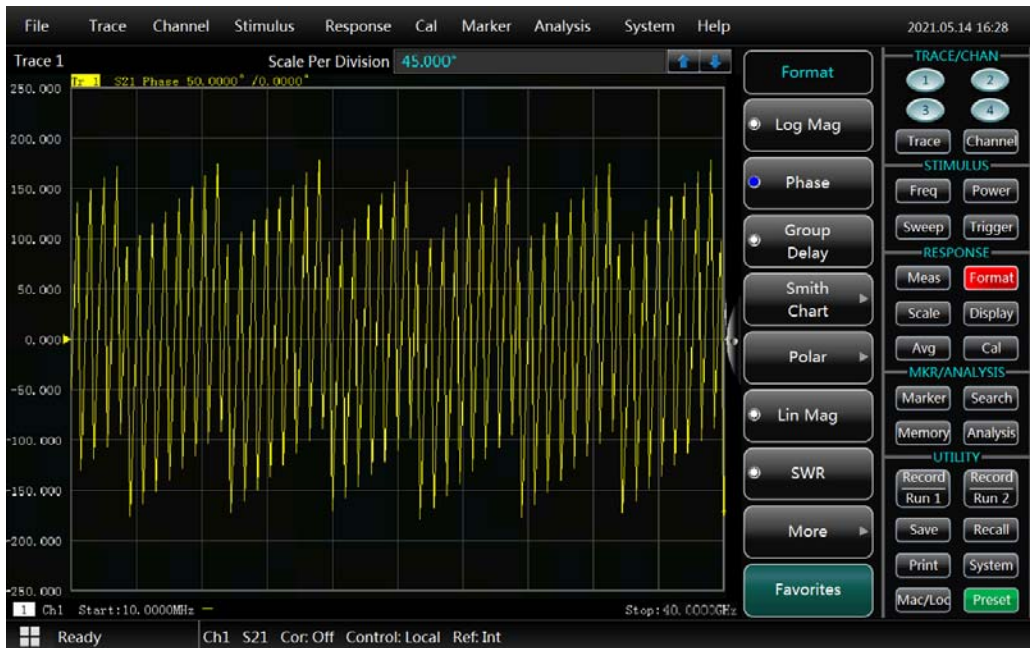 File Trace Channel Stimulus Response Cal Marker Analysis System Help 2021.05.14 16:28
Trace 1 Scale Per Division 45.000°
Tr 1 S21 Phase 50.0000° /0.0000°
250.000
200.000
150.000
100.000
50.000
0.000
-50.000
-100.000
-150.000
-200.000
-250.000
1 Ch1 Start:10.0000MHz Stop:40.0000GHz
Ready Ch1 S21 Cor: Off Control: Local Ref: Int
Format
Log Mag
Phase
Group
Delay
Smith
Chart
Polar
Lin Mag
SWR
More
Favorites
TRACE/CHAN
1 2
3 4
Trace Channel
STIMULUS
Freq Power
Sweep Trigger
RESPONSE
Meas Format
Scale Display
Avg Cal
MKR/ANALYSIS
Marker Search
Memory Analysis
UTILITY
Record Record
Run 1 Run 2
Save Recall
Print System
Mac/Loc Preset